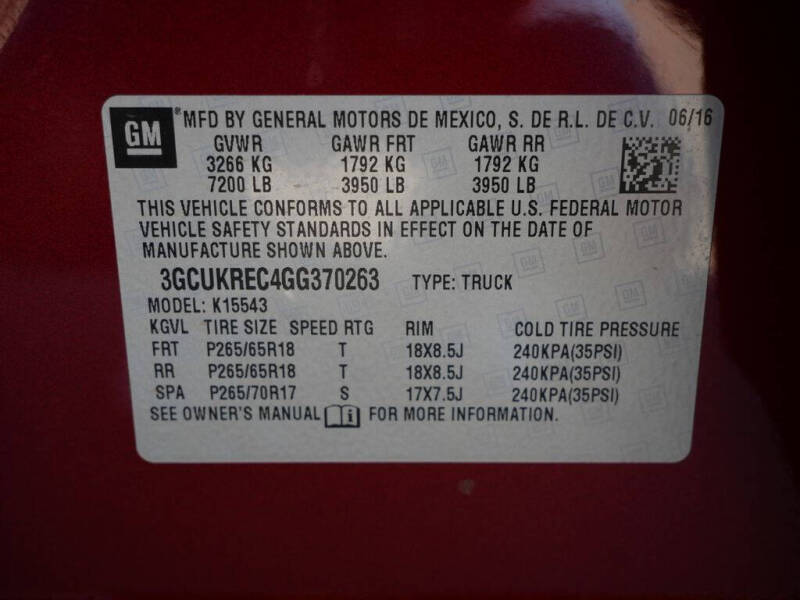 GM ® MFD BY GENERAL MOTORS DE MEXICO, S. DE R.L. DE C.V. 06/16
GVWR GAWR FRT GAWR RR
3266 KG 1792 KG 1792 KG
7200 LB 3950 LB 3950 LB
THIS VEHICLE CONFORMS TO ALL APPLICABLE U.S. FEDERAL MOTOR
VEHICLE SAFETY STANDARDS IN EFFECT ON THE DATE OF
MANUFACTURE SHOWN ABOVE.
3GCUKREC4GG370263 TYPE: TRUCK
MODEL: K15543
KGVL TIRE SIZE SPEED RTG RIM COLD TIRE PRESSURE
FRT P265/65R18 T 18X8.5J 240KPA(35PSI)
RR P265/65R18 T 18X8.5J 240KPA(35PSI)
SPA P265/70R17 S 17X7.5J 240KPA(35PSI)
SEE OWNER'S MANUAL i FOR MORE INFORMATION.